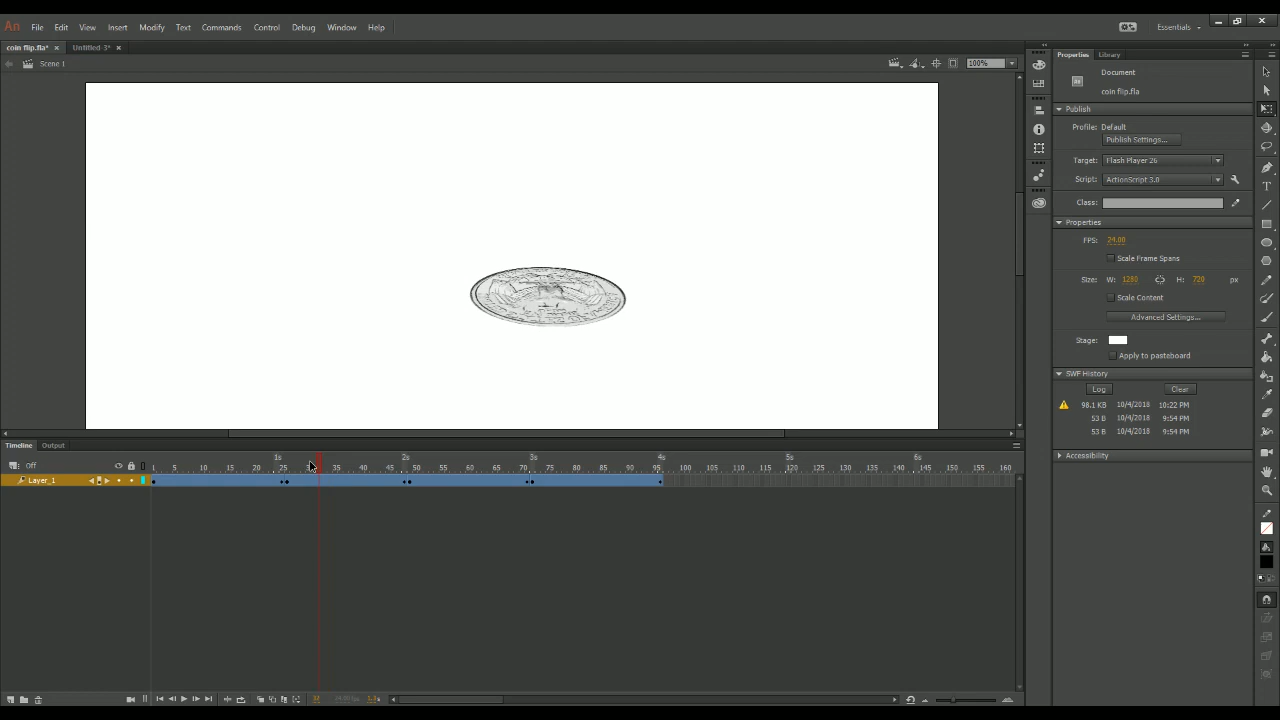 An File Edit View Insert Modify Text Commands Control Debug Window Help Essentials
coin flip.fla* × Untitled-3* ×
Scene 1 100%
Properties Library
Document
coin flip.fla
Publish
Profile: Default
Publish Settings...
Target: Flash Player 26
Script: ActionScript 3.0
Class:
Properties
FPS: 24.00
Scale Frame Spans
Size: W: 1280 H: 720 px
Scale Content
Advanced Settings...
Stage:
Apply to pasteboard
SWF History
Log Clear
98.1 KB 10/4/2018 10:22 PM
53 B 10/4/2018 9:54 PM
53 B 10/4/2018 9:54 PM
Accessibility
Timeline Output
1s 2s 3s 4s 5s 6s
Off 1 5 10 15 20 25 35 40 45 50 55 60 65 70 75 80 85 90 95 100 105 110 115 120 125 130 135 140 145 150 155 160
Layer_1